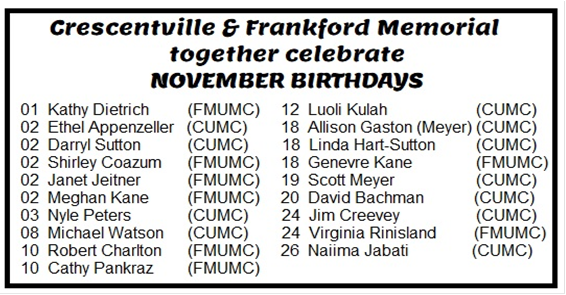 Crescentville & Frankford Memorial
together celebrate
NOVEMBER BIRTHDAYS
01 Kathy Dietrich (FMUMC)
02 Ethel Appenzeller (CUMC)
02 Darryl Sutton (CUMC)
02 Shirley Coazum (FMUMC)
02 Janet Jeitner (FMUMC)
02 Meghan Kane (FMUMC)
03 Nyle Peters (CUMC)
08 Michael Watson (CUMC)
10 Robert Charlton (FMUMC)
10 Cathy Pankraz (FMUMC)
12 Luoli Kulah (CUMC)
18 Allison Gaston (Meyer) (CUMC)
18 Linda Hart-Sutton (CUMC)
18 Genevre Kane (FMUMC)
19 Scott Meyer (CUMC)
20 David Bachman (CUMC)
24 Jim Creevey (CUMC)
24 Virginia Rinisland (FMUMC)
26 Naiima Jabati (CUMC)